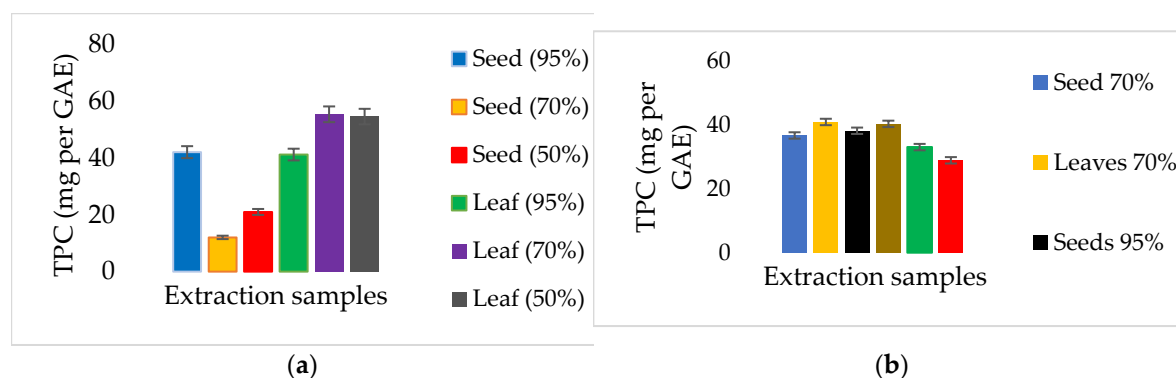 80
60
40
20
0
TPC (mg per GAE)
Extraction samples
Seed (95%)
Seed (70%)
Seed (50%)
Leaf (95%)
Leaf (70%)
Leaf (50%)
(a)
60
40
20
0
TPC (mg per
GAE)
Extraction samples
Seed 70%
Leaves 70%
Seeds 95%
(b)